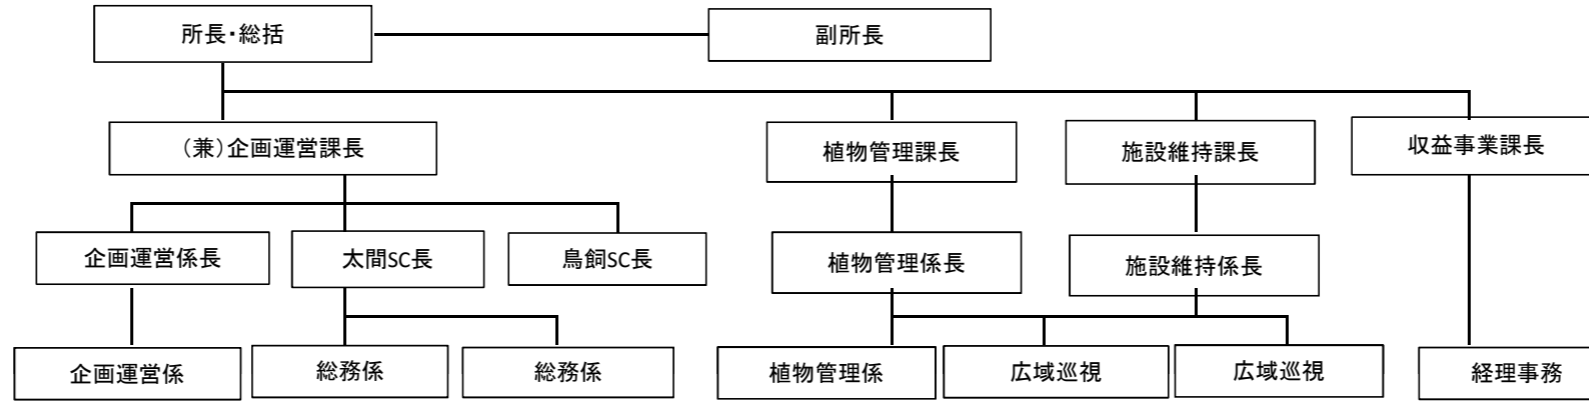 所長・総括
副所長
（兼）企画運営課長
植物管理課長
施設維持課長
収益事業課長
企画運営係長
太間SC長
鳥飼SC長
植物管理係長
施設維持係長
企画運営係
総務係
総務係
植物管理係
広域巡視
広域巡視
経理事務